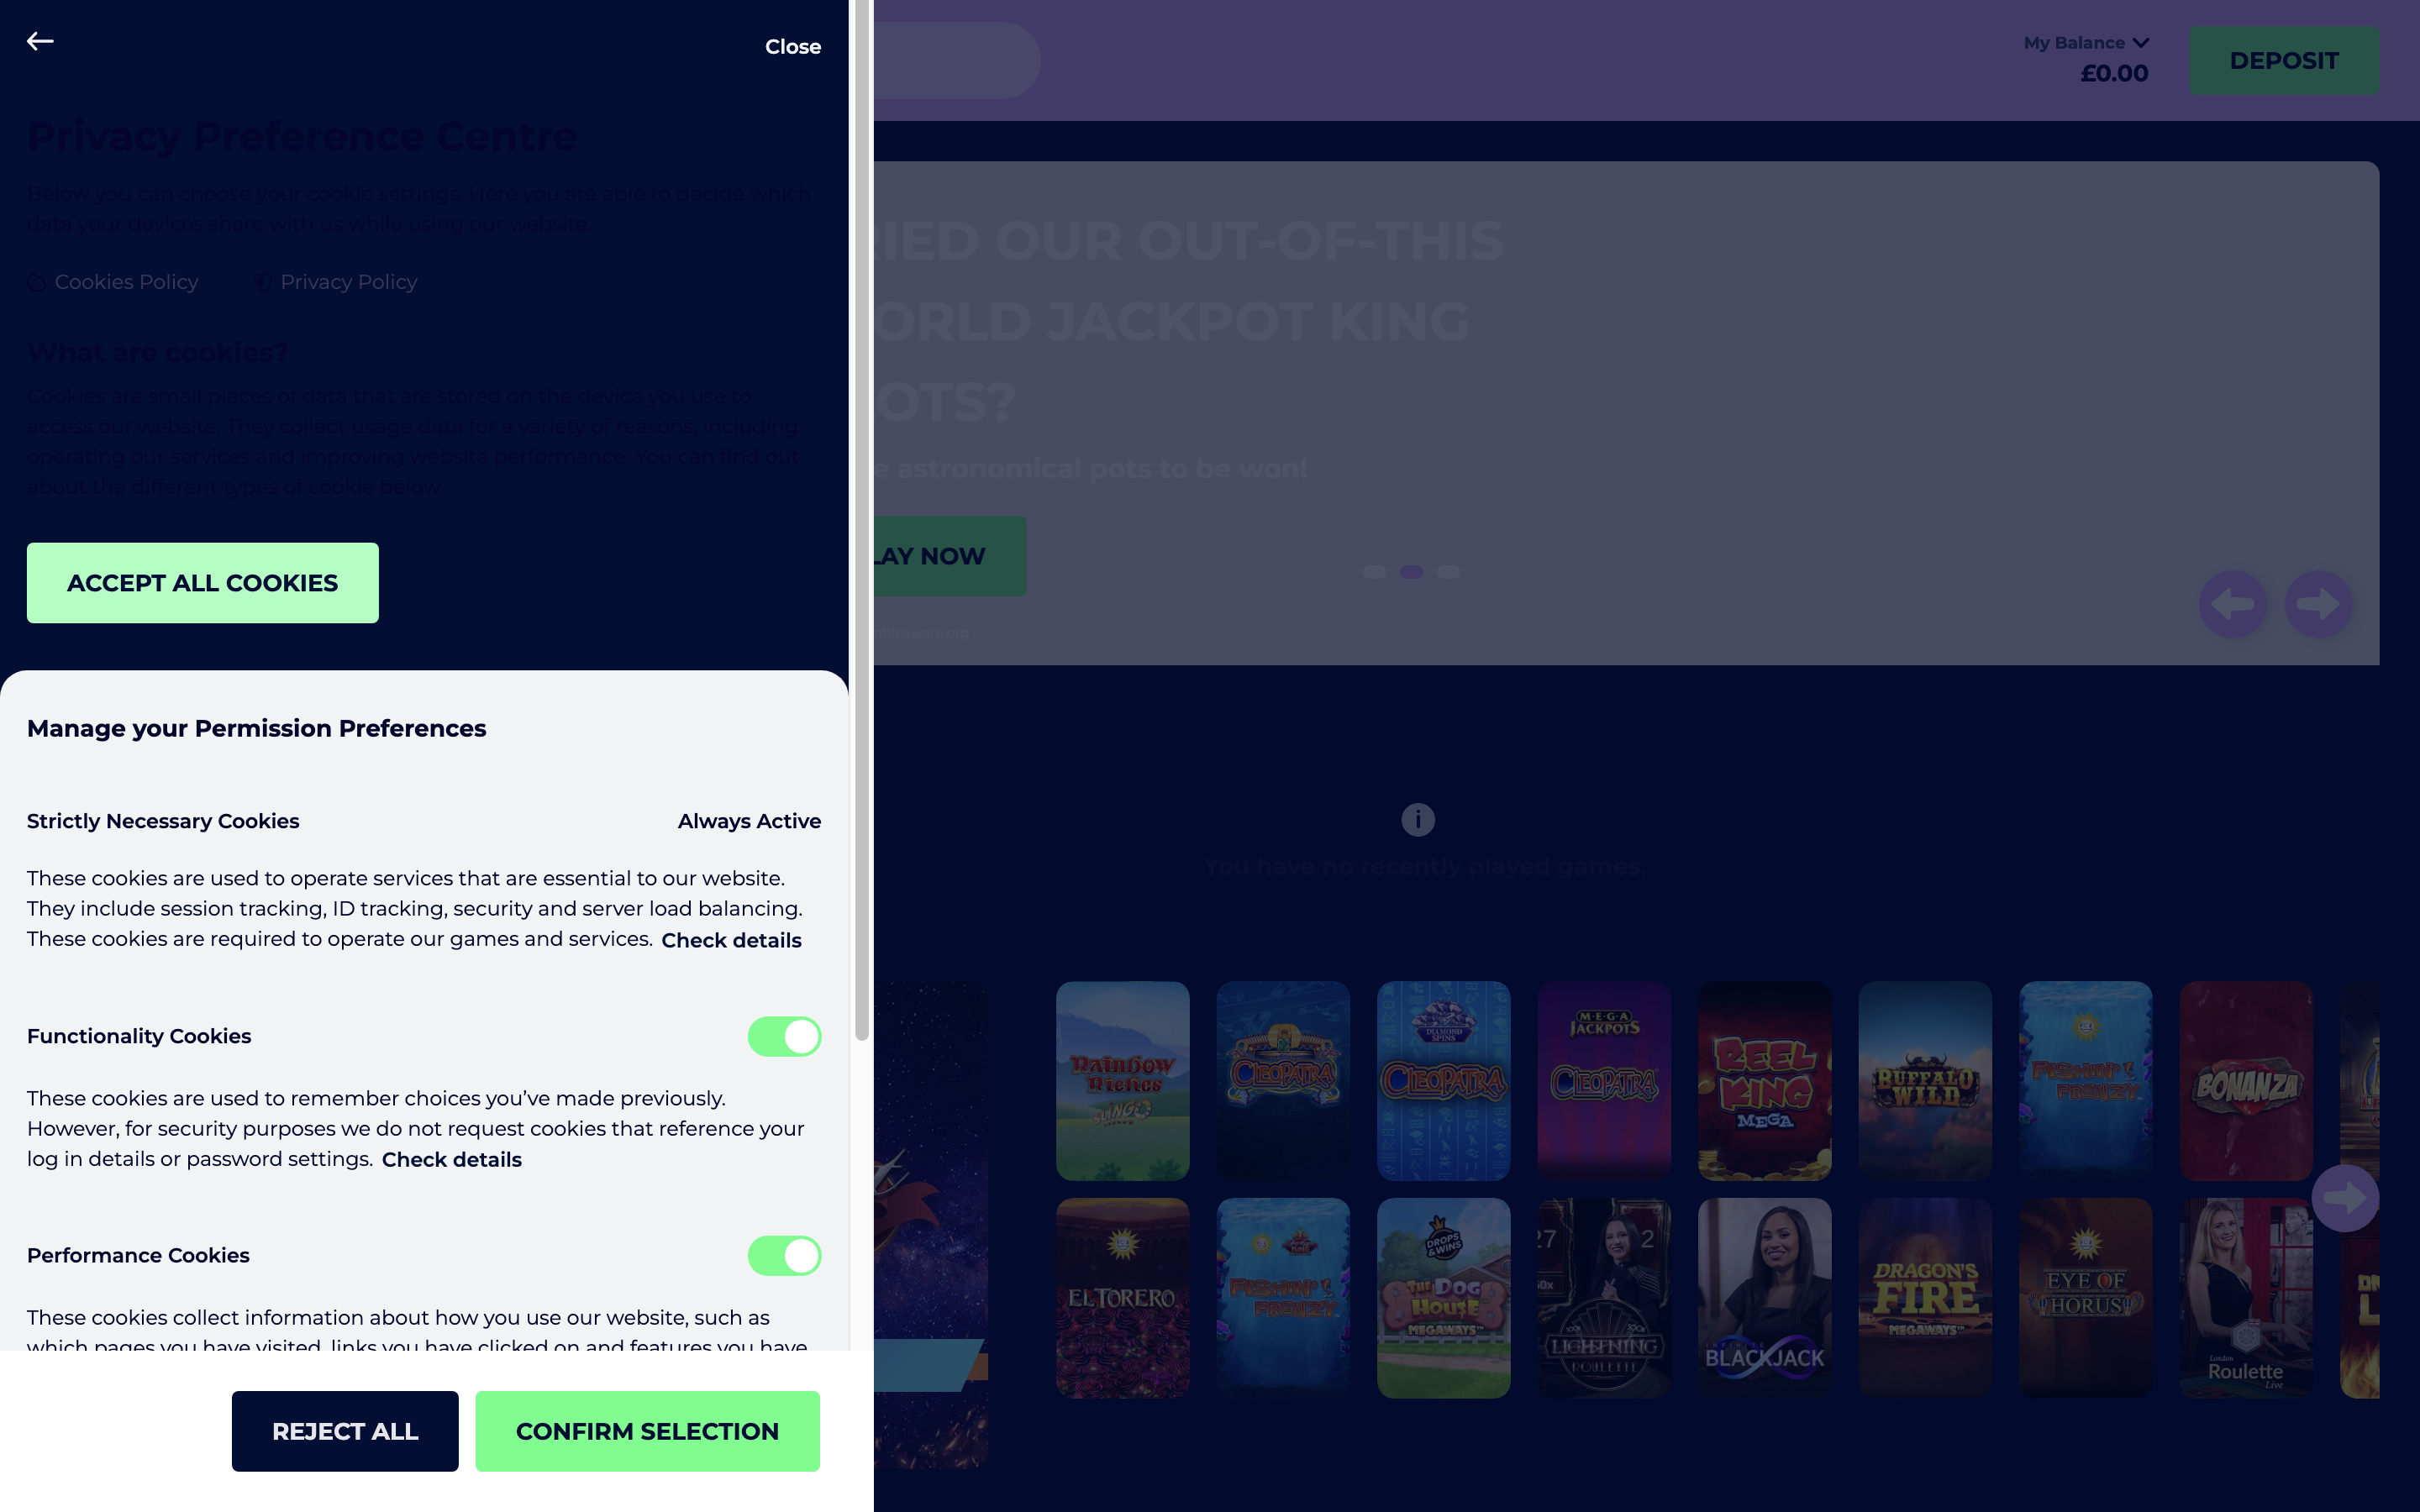 Close
My Balance
£0.00
DEPOSIT
Privacy Preference Centre
Below you can choose your cookie settings. Here you are able to decide which
data your devices share with us while using our website.
Cookies Policy
Privacy Policy
What are cookies?
Cookies are small pieces of data that are stored on the device you use to
access our website. They collect usage data for a variety of reasons, including
operating our services and improving website performance. You can find out
about the different types of cookie below.
ACCEPT ALL COOKIES
Manage your Permission Preferences
Strictly Necessary Cookies
Always Active
These cookies are used to operate services that are essential to our website.
They include session tracking, ID tracking, security and server load balancing.
These cookies are required to operate our games and services. Check details
Functionality Cookies
These cookies are used to remember choices you’ve made previously.
However, for security purposes we do not request cookies that reference your
log in details or password settings. Check details
Performance Cookies
These cookies collect information about how you use our website, such as
which pages you have visited, links you have clicked on and features you have
REJECT ALL
CONFIRM SELECTION
RIED OUR OUT-OF-THIS
ORLD JACKPOT KING
OTS?
e astronomical pots to be won!
LAY NOW
mbleaware.org
You have no recently played games.
Rainbow
Riches
SLINGO
CLEOPATRA
DIAMOND
SPINS
CLEOPATRA
MEGA
JACKPOTS
CLEOPATRA
REEL
KING
MEGA
BUFFALO
WILD
FISHIN'
FRENZY
BONANZA
EL TORERO
FISHIN'
FRENZY
DROPS
& WINS
THE DOG
HOUSE
MEGAWAYS™
27
2
LIGHTNING
ROULETTE
BLACKJACK
DRAGON'S
FIRE
MEGAWAYS™
EYE OF
HORUS
London
Roulette
Live